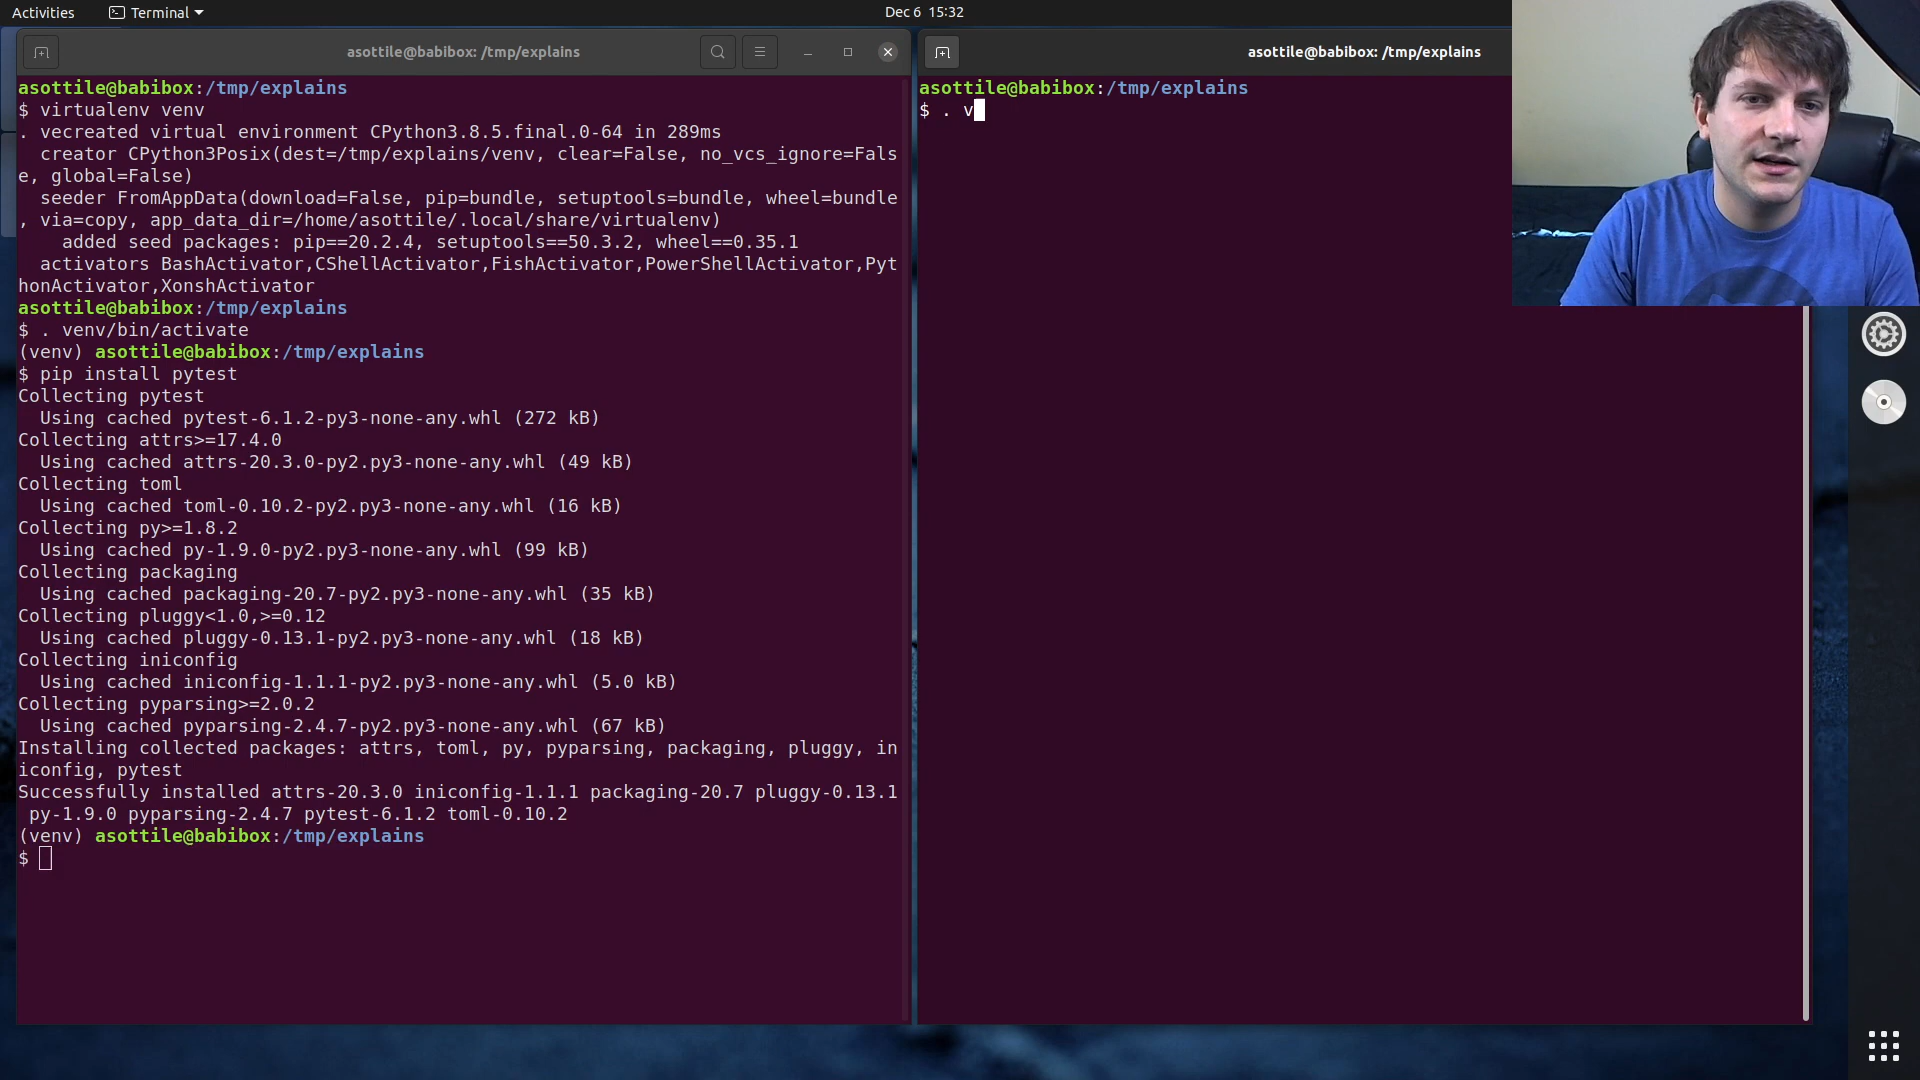 Activities
Terminal
Dec 6 15:32
asottile@babibox: /tmp/explains
asottile@babibox:/tmp/explains
$ virtualenv venv
. vecreated virtual environment CPython3.8.5.final.0-64 in 289ms
  creator CPython3Posix(dest=/tmp/explains/venv, clear=False, no_vcs_ignore=Fals
e, global=False)
  seeder FromAppData(download=False, pip=bundle, setuptools=bundle, wheel=bundle
, via=copy, app_data_dir=/home/asottile/.local/share/virtualenv)
    added seed packages: pip==20.2.4, setuptools==50.3.2, wheel==0.35.1
  activators BashActivator,CShellActivator,FishActivator,PowerShellActivator,Pyt
honActivator,XonshActivator
asottile@babibox:/tmp/explains
$ . venv/bin/activate
(venv) asottile@babibox:/tmp/explains
$ pip install pytest
Collecting pytest
  Using cached pytest-6.1.2-py3-none-any.whl (272 kB)
Collecting attrs>=17.4.0
  Using cached attrs-20.3.0-py2.py3-none-any.whl (49 kB)
Collecting toml
  Using cached toml-0.10.2-py2.py3-none-any.whl (16 kB)
Collecting py>=1.8.2
  Using cached py-1.9.0-py2.py3-none-any.whl (99 kB)
Collecting packaging
  Using cached packaging-20.7-py2.py3-none-any.whl (35 kB)
Collecting pluggy<1.0,>=0.12
  Using cached pluggy-0.13.1-py2.py3-none-any.whl (18 kB)
Collecting iniconfig
  Using cached iniconfig-1.1.1-py2.py3-none-any.whl (5.0 kB)
Collecting pyparsing>=2.0.2
  Using cached pyparsing-2.4.7-py2.py3-none-any.whl (67 kB)
Installing collected packages: attrs, toml, py, pyparsing, packaging, pluggy, in
iconfig, pytest
Successfully installed attrs-20.3.0 iniconfig-1.1.1 packaging-20.7 pluggy-0.13.1
 py-1.9.0 pyparsing-2.4.7 pytest-6.1.2 toml-0.10.2
(venv) asottile@babibox:/tmp/explains
$
asottile@babibox: /tmp/explains
asottile@babibox:/tmp/explains
$ . v